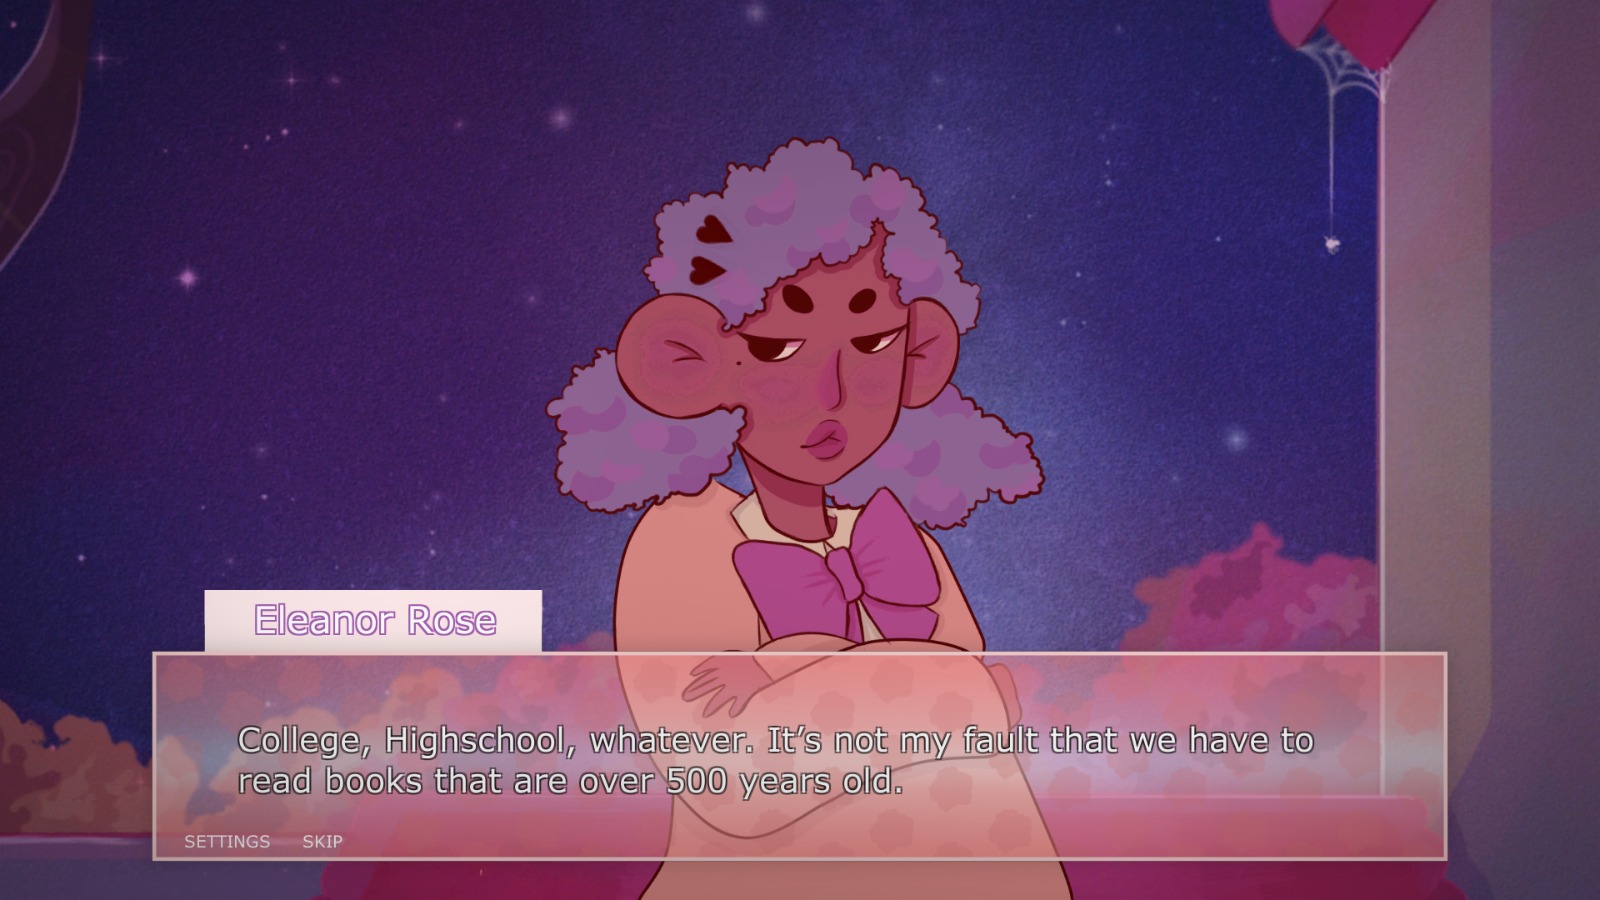 Eleanor Rose
College, Highschool, whatever. It’s not my fault that we have to
read books that are over 500 years old.
SETTINGS SKIP